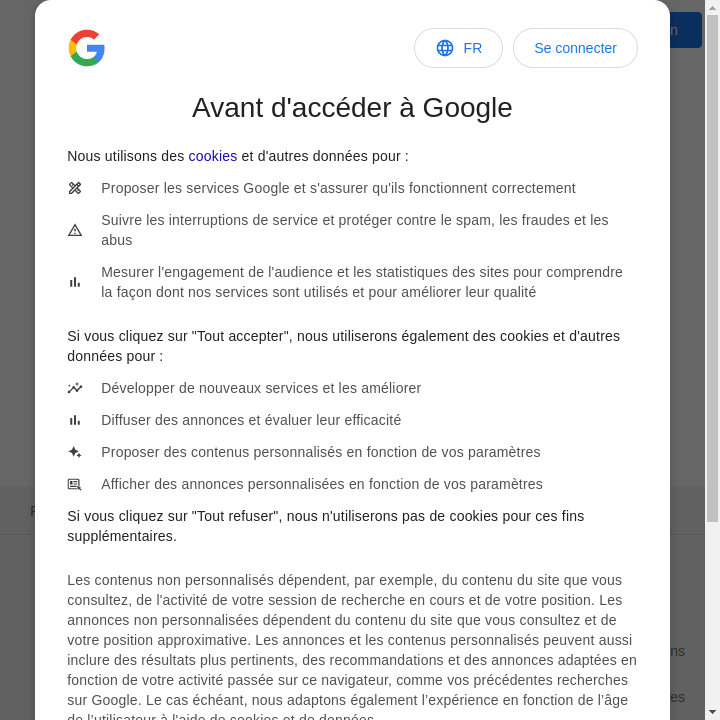 FR
Se connecter
Avant d'accéder à Google
Nous utilisons des cookies et d'autres données pour :
Proposer les services Google et s'assurer qu'ils fonctionnent correctement
Suivre les interruptions de service et protéger contre le spam, les fraudes et les
abus
Mesurer l'engagement de l'audience et les statistiques des sites pour comprendre
la façon dont nos services sont utilisés et pour améliorer leur qualité
Si vous cliquez sur "Tout accepter", nous utiliserons également des cookies et d'autres
données pour :
Développer de nouveaux services et les améliorer
Diffuser des annonces et évaluer leur efficacité
Proposer des contenus personnalisés en fonction de vos paramètres
Afficher des annonces personnalisées en fonction de vos paramètres
Si vous cliquez sur "Tout refuser", nous n'utiliserons pas de cookies pour ces fins
supplémentaires.
Les contenus non personnalisés dépendent, par exemple, du contenu du site que vous
consultez, de l'activité de votre session de recherche en cours et de votre position. Les
annonces non personnalisées dépendent du contenu du site que vous consultez et de
votre position approximative. Les annonces et les contenus personnalisés peuvent aussi
inclure des résultats plus pertinents, des recommandations et des annonces adaptées en
fonction de votre activité passée sur ce navigateur, comme vos précédentes recherches
sur Google. Le cas échéant, nous adaptons également l’expérience en fonction de l’âge
de l’utilisateur à l'aide de cookies et de données.